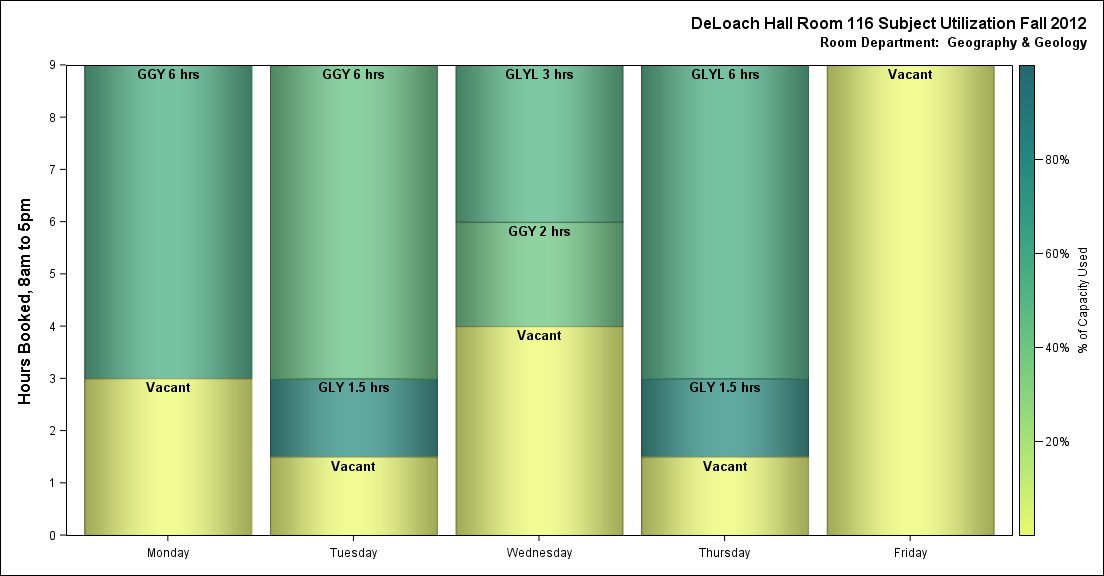 DeLoach Hall Room 116 Subject Utilization Fall 2012
Room Department: Geography & Geology
Hours Booked, 8am to 5pm
9
8
7
6
5
4
3
2
1
0
GGY 6 hrs
Vacant
GGY 6 hrs
GLY 1.5 hrs
Vacant
GLYL 3 hrs
GGY 2 hrs
Vacant
GLYL 6 hrs
GLY 1.5 hrs
Vacant
Vacant
Monday
Tuesday
Wednesday
Thursday
Friday
80%
60%
40%
20%
% of Capacity Used